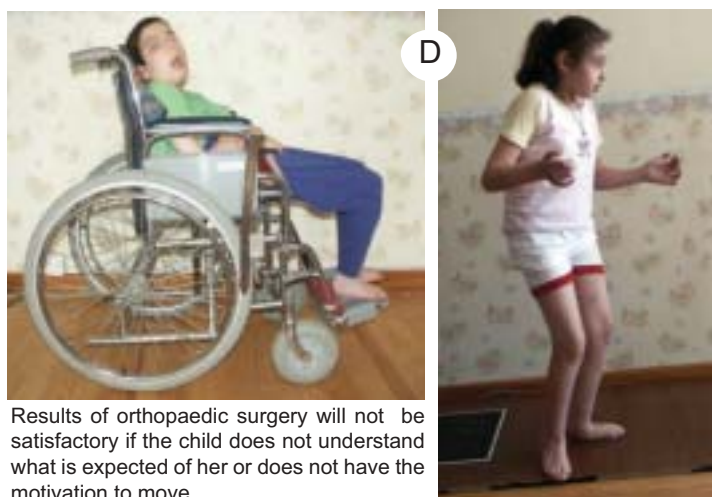 D
Results of orthopaedic surgery will not be
satisfactory if the child does not understand
what is expected of her or does not have the
motivation to move